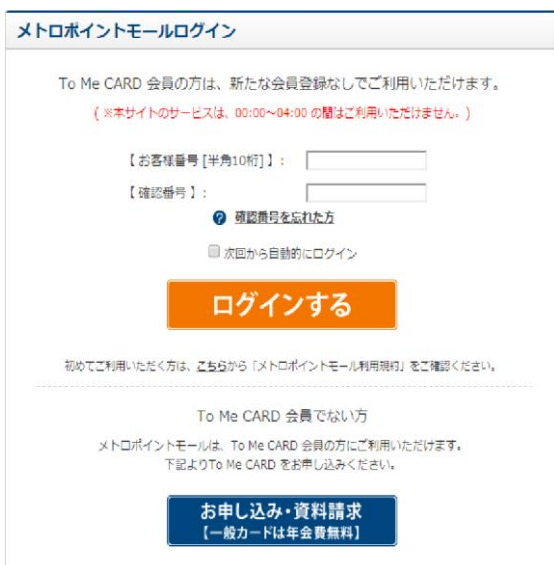 メトロポイントモールログイン
To Me CARD 会員の方は、新たな会員登録なしでご利用いただけます。
( ※本サイトのサービスは、00:00～04:00 の間はご利用いただけません。)
【 お客様番号 [半角10桁] 】:
【 確認番号 】:
? 確認番号を忘れた方
次回から自動的にログイン
ログインする
初めてご利用いただく方は、こちらから「メトロポイントモール利用規約」をご確認ください。
To Me CARD 会員でない方
メトロポイントモールは、To Me CARD 会員の方にご利用いただけます。
下記よりTo Me CARD をお申し込みください。
お申し込み・資料請求
【一般カードは年会費無料】